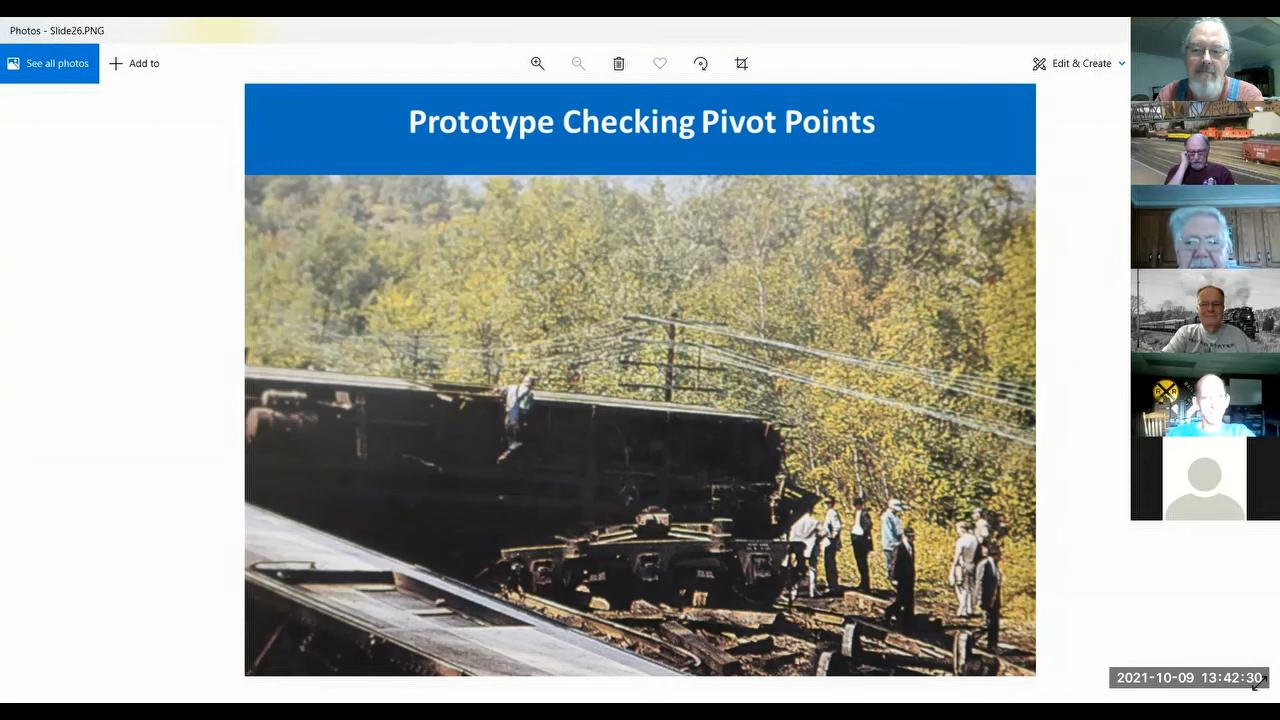 Photos - Slide26.PNG
See all photos
Add to
Edit & Create
Prototype Checking Pivot Points
2021-10-09 13:42:30